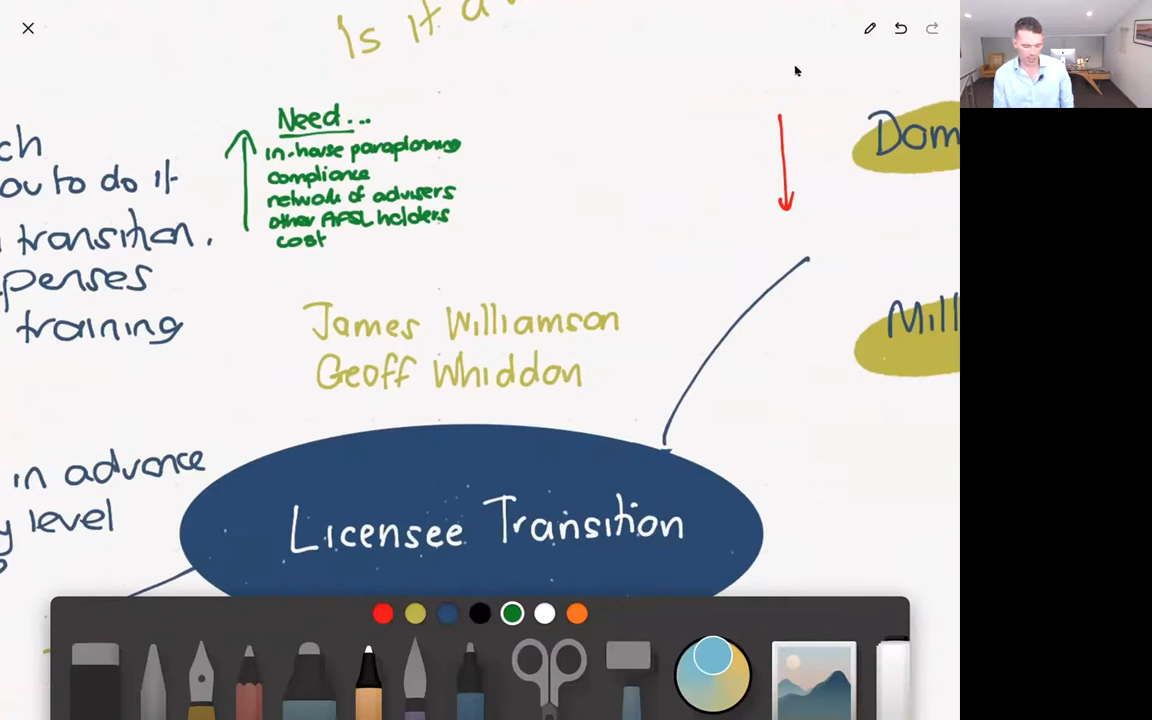 Is it a
Need...
in-house paraplanning
compliance
network of advisers
other AFSL holders
cost
ch
ou to do it
transition.
penses
training
James Williamson
Geoff Whiddon
Dom
Mill
in advance
y level
Licensee Transition